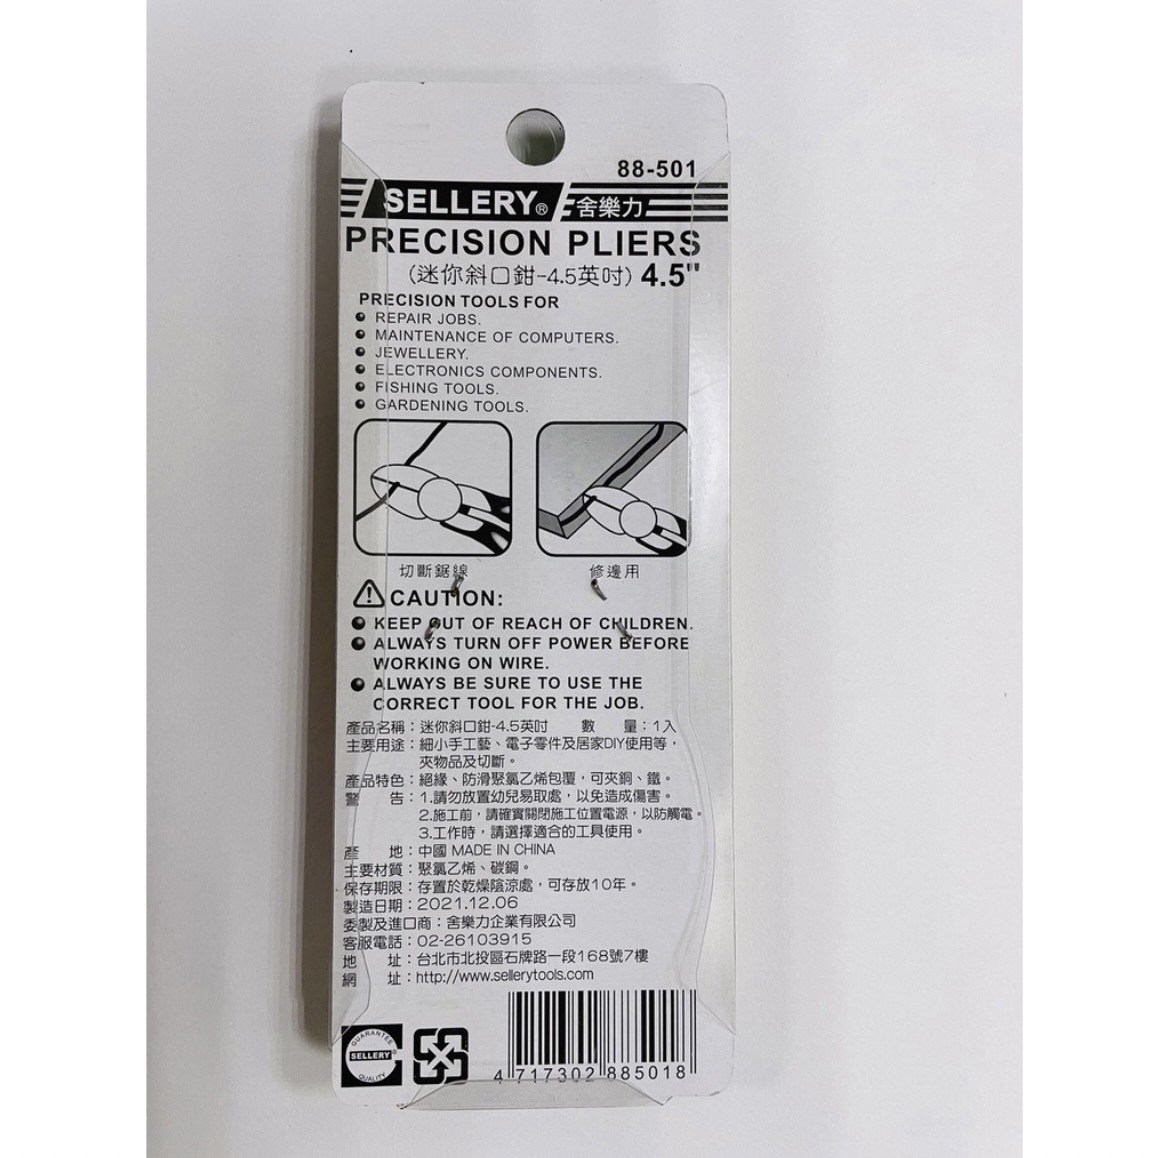 88-501
SELLERY® 舍樂力
PRECISION PLIERS
(迷你斜口鉗-4.5英吋) 4.5"
PRECISION TOOLS FOR
REPAIR JOBS.
MAINTENANCE OF COMPUTERS.
JEWELLERY.
ELECTRONICS COMPONENTS.
FISHING TOOLS.
GARDENING TOOLS.
切斷鋸線 修邊用
CAUTION:
KEEP OUT OF REACH OF CHILDREN.
ALWAYS TURN OFF POWER BEFORE
WORKING ON WIRE.
ALWAYS BE SURE TO USE THE
CORRECT TOOL FOR THE JOB.
產品名稱：迷你斜口鉗-4.5英吋 數 量：1入
主要用途：細小手工藝、電子零件及居家DIY使用等，
夾物品及切斷。
產品特色：絕緣、防滑聚氯乙烯包覆，可夾銅、鐵。
警 告：1.請勿放置幼兒易取處，以免造成傷害。
2.施工前，請確實關閉施工位置電源，以防觸電。
3.工作時，請選擇適合的工具使用。
產 地：中國 MADE IN CHINA
主要材質：聚氯乙烯、碳鋼。
保存期限：存置於乾燥陰涼處，可存放10年。
製造日期：2021.12.06
委製及進口商：舍樂力企業有限公司
客服電話：02-26103915
地 址：台北市北投區石牌路一段168號7樓
網 址：http://www.sellerytools.com
GUARANTEE
SELLERY®
QUALITY
4 717302 885018